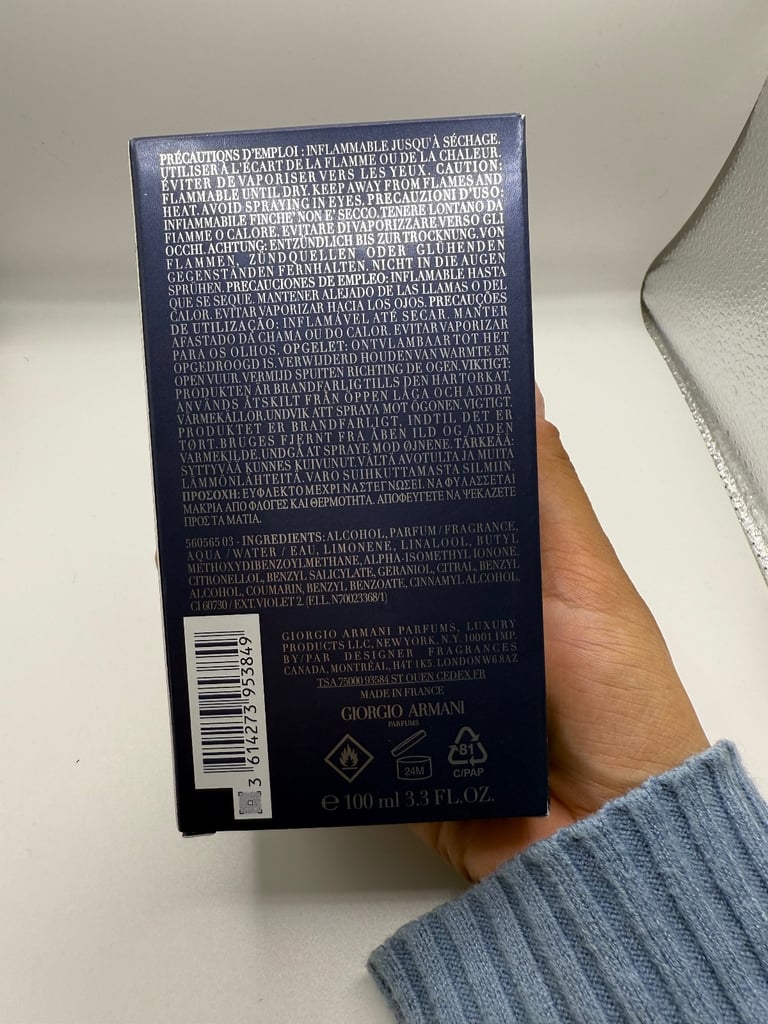 PRÉCAUTIONS D'EMPLOI : INFLAMMABLE JUSQU'À SÉCHAGE.
UTILISER À L'ÉCART DE LA FLAMME OU DE LA CHALEUR.
ÉVITER DE VAPORISER VERS LES YEUX. CAUTION:
FLAMMABLE UNTIL DRY. KEEP AWAY FROM FLAMES AND
HEAT. AVOID SPRAYING IN EYES. PRECAUZIONI D'USO:
INFIAMMABILE FINCHE' NON E' SECCO. TENERE LONTANO DA
FIAMME O CALORE. EVITARE DI VAPORIZZARE VERSO GLI
OCCHI. ACHTUNG: ENTZÜNDLICH BIS ZUR TROCKNUNG. VON
FLAMMEN, ZÜNDQUELLEN ODER GLÜHENDEN
GEGENSTÄNDEN FERNHALTEN. NICHT IN DIE AUGEN
SPRÜHEN. PRECAUCIONES DE EMPLEO: INFLAMABLE HASTA
QUE SE SEQUE. MANTENER ALEJADO DE LAS LLAMAS O DEL
CALOR. EVITAR VAPORIZAR HACIA LOS OJOS. PRECAUÇÕES
DE UTILIZAÇÃO: INFLAMÁVEL ATÉ SECAR. MANTER
AFASTADO DA CHAMA OU DO CALOR. EVITAR VAPORIZAR
PARA OS OLHOS. OPGELET: ONTVLAMBAAR TOT HET
OPGEDROOGD IS. VERWIJDERD HOUDEN VAN WARMTE EN
OPEN VUUR. VERMIJD SPUITEN RICHTING DE OGEN. VIKTIGT:
PRODUKTEN ÄR BRANDFARLIG TILLS DEN HAR TORKAT.
ANVÄNDS ÅTSKILT FRÅN ÖPPEN LÅGA OCH ANDRA
VÄRMEKÄLLOR. UNDVIK ATT SPRAYA MOT ÖGONEN. VIGTIGT
PRODUKTET ER BRANDFARLIGT, INDTIL DET ER
TØRT. BRUGES FJERNT FRA ÅBEN ILD OG ANDEN
VARMEKILDE. UNDGÅ AT SPRAYE MOD ØJNENE. TÄRKEÄÄ:
SYTTYVÄÄ KUNNES KUIVUNUT. VÄLTÄ AVOTULTA JA MUITA
LÄMMÖNLÄHTEITÄ. VARO SUIHKUTTAMASTA SILMIIN.
ΠΡΟΣΟΧΗ: ΕΥΦΛΕΚΤΟ ΜΕΧΡΙ ΝΑ ΣΤΕΓΝΩΣΕΙ. ΝΑ ΦΥΛΑΣΣΕΤΑΙ
ΜΑΚΡΙΑ ΑΠΟ ΦΛΟΓΕΣ ΚΑΙ ΘΕΡΜΟΤΗΤΑ. ΑΠΟΦΕΥΓΕΤΕ ΝΑ ΨΕΚΑΖΕΤΕ
ΠΡΟΣ ΤΑ ΜΑΤΙΑ.
560565 03 - INGREDIENTS: ALCOHOL, PARFUM / FRAGRANCE,
AQUA / WATER / EAU, LIMONENE, LINALOOL, BUTYL
METHOXYDIBENZOYLMETHANE, ALPHA-ISOMETHYL IONONE,
CITRONELLOL, BENZYL SALICYLATE, GERANIOL, CITRAL, BENZYL
ALCOHOL, COUMARIN, BENZYL BENZOATE, CINNAMYL ALCOHOL,
CI 60730 / EXT. VIOLET 2. (F.I.L. N70023368/1)
GIORGIO ARMANI PARFUMS, LUXURY
PRODUCTS LLC, NEW YORK, N.Y. 10001 IMP.
BY/PAR DESIGNER FRAGRANCES
CANADA, MONTRÉAL, H4T 1K5. LONDON W6 8AZ
TSA 75000 93584 ST OUEN CEDEX FR
MADE IN FRANCE
GIORGIO ARMANI
PARFUMS
3 614273 953849
24M
81
C/PAP
℮ 100 ml 3.3 FL.OZ.